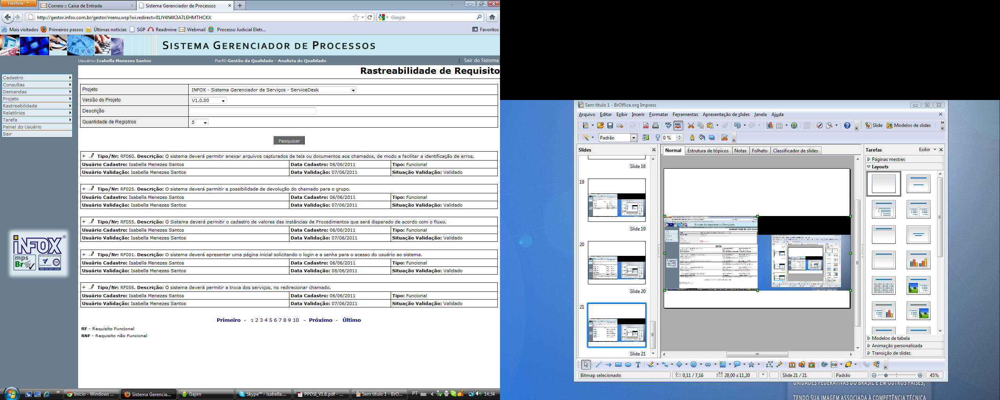 Firefox
Correio :: Caixa de Entrada
Sistema Gerenciador de Processos
http://gestor.infox.com.br/gestor/menu.wsp?wi.redirect=01JY4N4K3A7LEHMTHCKX
Google
Mais visitados Primeiros passos Últimas notícias SGP Readmine Webmail Processo Judicial Eletr... Favoritos
SISTEMA GERENCIADOR DE PROCESSOS
Usuário:Isabella Menezes Santos Perfil:Gestão da Qualidade - Analista de Qualidade Sair do Sistema
Cadastro
Consultas
Demandas
Projeto
Rastreabilidade
Relatórios
Tarefa
Painel do Usuário
Sair
iNFOX®
mps
Br
NBR ISO 9001:2008
Rastreabilidade de Requisito
Projeto INFOX - Sistema Gerenciador de Serviços - ServiceDesk
Versão do Projeto V1.0.00
Descrição
Quantidade de Registros 5
Pesquisar
+ Tipo/Nr: RF060. Descrição: O sistema deverá permitir anexar arquivos capturados de tela ou documentos aos chamados, de modo a facilitar a identificação de erros.
Usuário Cadastro: Isabella Menezes Santos Data Cadastro: 06/06/2011 Tipo: Funcional
Usuário Validação: Isabella Menezes Santos Data Validação: 07/06/2011 Situação Validação: Validado
+ Tipo/Nr: RF025. Descrição: O sistema deverá permitir a possibilidade de devolução do chamado para o grupo.
Usuário Cadastro: Isabella Menezes Santos Data Cadastro: 06/06/2011 Tipo: Funcional
Usuário Validação: Isabella Menezes Santos Data Validação: 07/06/2011 Situação Validação: Validado
+ Tipo/Nr: RF055. Descrição: O Sistema deverá permitir o cadastro de valores das instâncias de Procedimentos que será disparado de acordo com o fluxo.
Usuário Cadastro: Isabella Menezes Santos Data Cadastro: 06/06/2011 Tipo: Funcional
Usuário Validação: Isabella Menezes Santos Data Validação: 07/06/2011 Situação Validação: Validado
+ Tipo/Nr: RF001. Descrição: O sistema deverá apresentar uma página inicial solicitando o login e a senha para o acesso do usuário ao sistema.
Usuário Cadastro: Isabella Menezes Santos Data Cadastro: 06/06/2011 Tipo: Funcional
Usuário Validação: Isabella Menezes Santos Data Validação: 08/06/2011 Situação Validação: Validado
+ Tipo/Nr: RF056. Descrição: O sistema deverá permitir a troca dos serviços, no redirecionar chamado.
Usuário Cadastro: Isabella Menezes Santos Data Cadastro: 06/06/2011 Tipo: Funcional
Usuário Validação: Isabella Menezes Santos Data Validação: 07/06/2011 Situação Validação: Validado
Primeiro - 1 2 3 4 5 6 7 8 9 10 - Próximo - Último
RF - Requisito Funcional
RNF - Requisito não Funcional
Início - Windows ... Sistema Gerencia... Gajim Skype™ - isabella.... PPDSI_V1.8.pdf - ... Sem título 1 - BrO... PT 14:34
Sem título 1 - BrOffice.org Impress
Arquivo Editar Exibir Inserir Formatar Ferramentas Apresentação de slides Janela Ajuda
Slide Modelos de slides
Padrão 0 %
Slides
Slide 18
19
Slide 19
20
Slide 20
21
Slide 21
Normal Estrutura de tópicos Notas Folheto Classificador de slides
SISTEMA GERENCIADOR DE PROCESSOS
Rastreabilidade de Caso de Uso
Tarefas Exibir
Páginas mestres
Layouts
Modelos de tabela
Animação personalizada
Transição de slides
Bitmap selecionado 0,11 / 7,16 28,00 x 11,20 * Slide 21 / 21 Padrão 45%
UNIDADES FEDERATIVAS DO BRASIL E EM OUTROS PAÍSES,
TENDO SUA IMAGEM ASSOCIADA À COMPETÊNCIA TÉCNICA